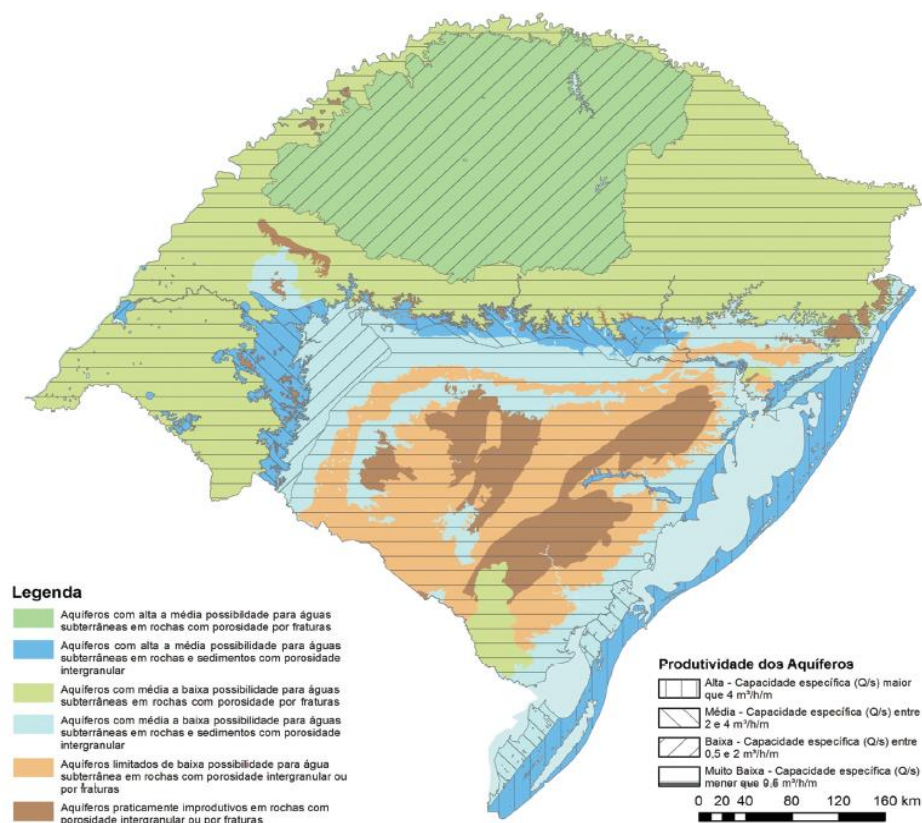 Legenda
Aquíferos com alta a média possibildade para águas
subterrâneas em rochas com porosidade por fraturas
Aquíferos com alta a média possibilidade para águas
subterrâneas em rochas e sedimentos com porosidade
intergranular
Aquíferos com média a baixa possibilidade para águas
subterrâneas em rochas com porosidade por fraturas
Aquíferos com média a baixa possibilidade para águas
subterrâneas em rochas e sedimentos com porosidade
intergranular
Aquíferos limitados de baixa possibilidade para água
subterrânea em rochas com porosidade intergranular ou
por fraturas
Aquíferos praticamente improdutivos em rochas com
porosidade intergranular ou por fraturas
Produtividade dos Aquíferos
Alta - Capacidade específica (Q/s) maior
que 4 m³/h/m
Média - Capacidade específica (Q/s) entre
2 e 4 m³/h/m
Baixa - Capacidade específica (Q/s) entre
0,5 e 2 m³/h/m
Muito Baixa - Capacidade específica (Q/s)
menor que m³/h/m
0 20 40 80 120 160 km